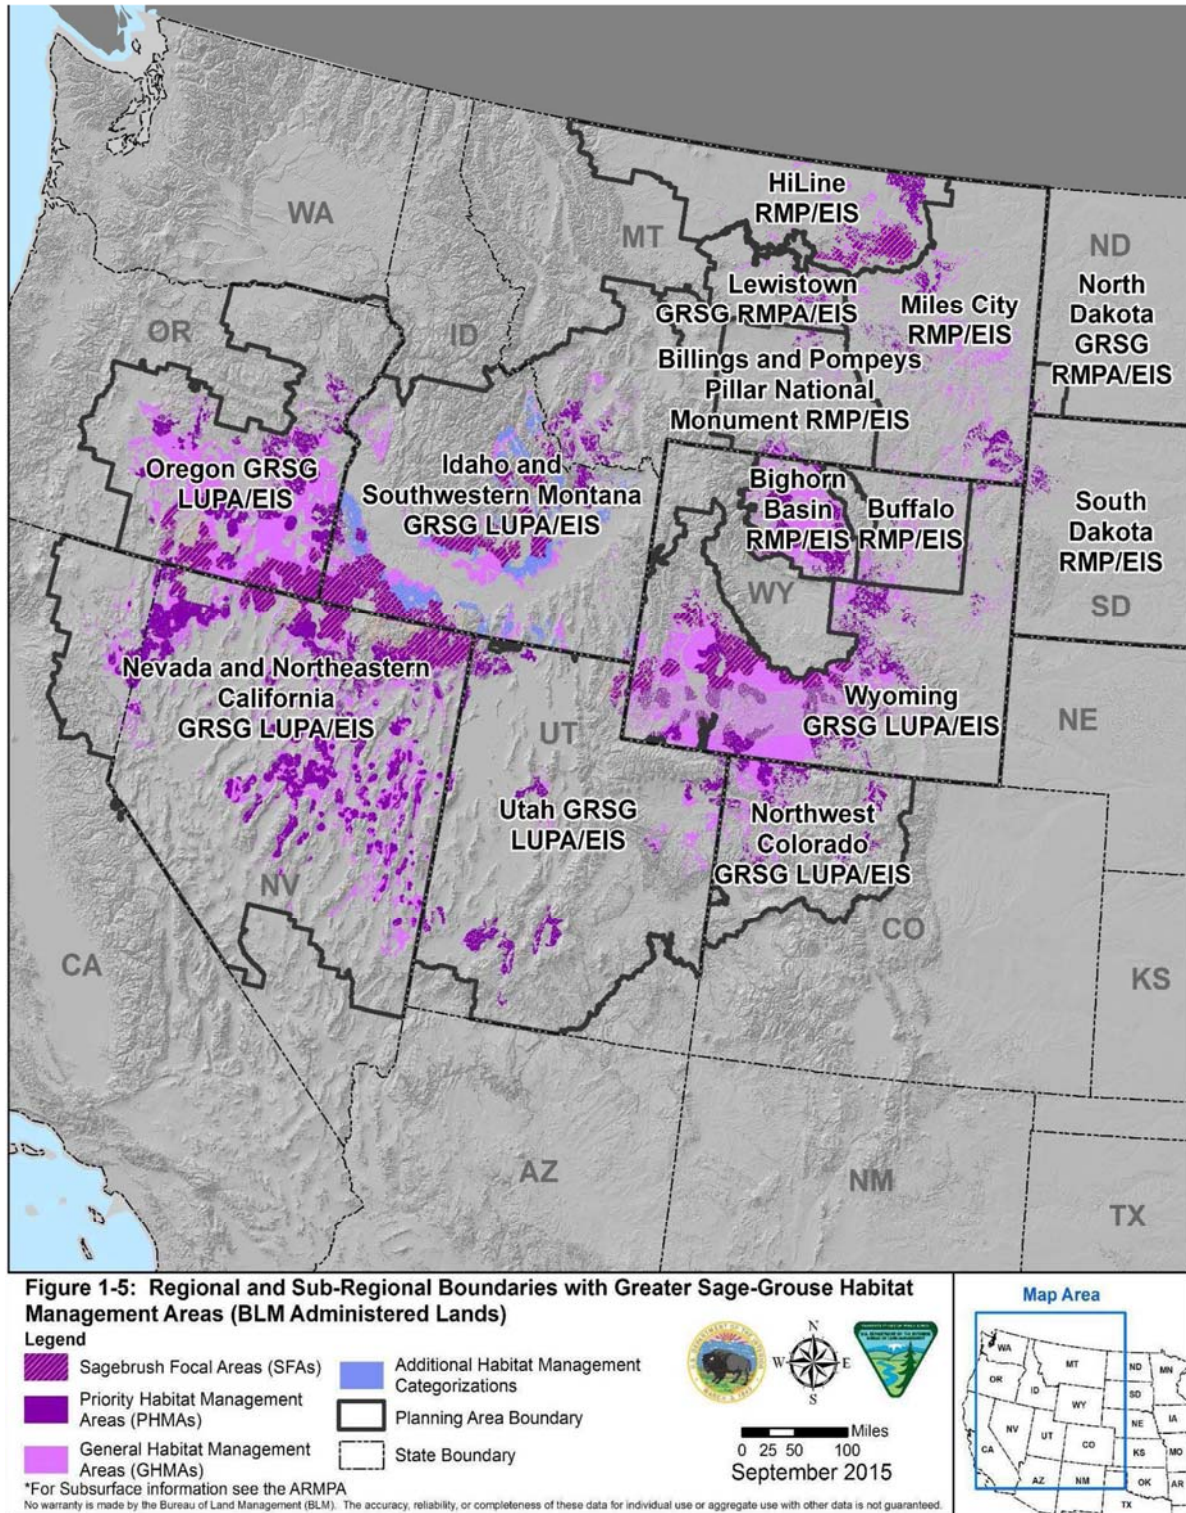 HiLine
RMP/EIS
WA
MT
ND
Lewistown
GRSG RMPA/EIS
Miles City
RMP/EIS
North
Dakota
GRSG
RMPA/EIS
OR
ID
Billings and Pompeys
Pillar National
Monument RMP/EIS
Oregon GRSG
LUPA/EIS
Idaho and
Southwestern Montana
GRSG LUPA/EIS
Bighorn
Basin
RMP/EIS
Buffalo
RMP/EIS
South
Dakota
RMP/EIS
WY
SD
Nevada and Northeastern
California
GRSG LUPA/EIS
Wyoming
GRSG LUPA/EIS
UT
NE
Utah GRSG
LUPA/EIS
Northwest
Colorado
GRSG LUPA/EIS
NV
CO
CA
KS
AZ
NM
TX
Figure 1-5: Regional and Sub-Regional Boundaries with Greater Sage-Grouse Habitat
Management Areas (BLM Administered Lands)
Legend
Sagebrush Focal Areas (SFAs)
Priority Habitat Management
Areas (PHMAs)
General Habitat Management
Areas (GHMAs)
Additional Habitat Management
Categorizations
Planning Area Boundary
State Boundary
*For Subsurface information see the ARMPA
No warranty is made by the Bureau of Land Management (BLM). The accuracy, reliability, or completeness of these data for individual use or aggregate use with other data is not guaranteed.
N
W E
S
Miles
0 25 50 100
September 2015
Map Area
WA
MT
ND
MN
OR
ID
SD
WY
NE
IA
NV
UT
CO
CA
KS
MO
AZ
NM
OK
AR
TX